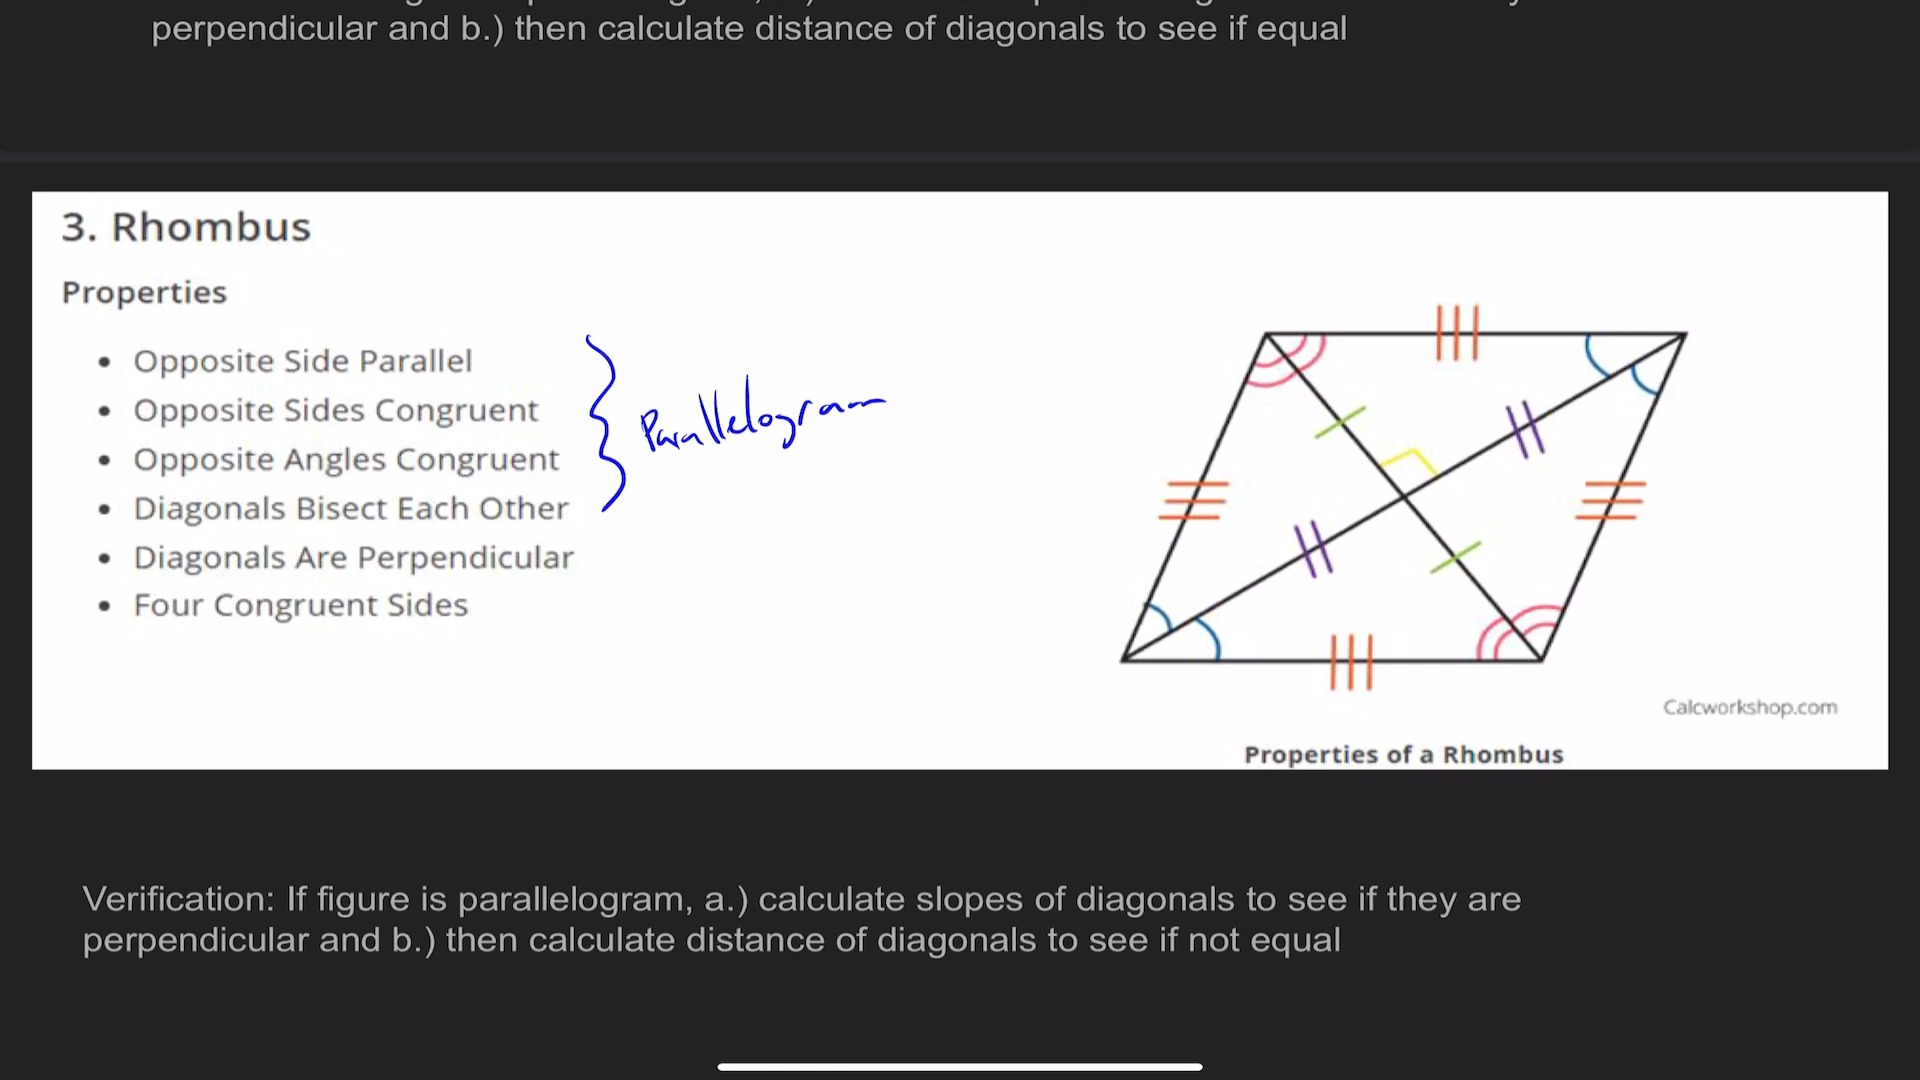 perpendicular and b.) then calculate distance of diagonals to see if equal
3. Rhombus
Properties
• Opposite Side Parallel
• Opposite Sides Congruent
• Opposite Angles Congruent
• Diagonals Bisect Each Other
• Diagonals Are Perpendicular
• Four Congruent Sides
Parallelogram
Calcworkshop.com
Properties of a Rhombus
Verification: If figure is parallelogram, a.) calculate slopes of diagonals to see if they are
perpendicular and b.) then calculate distance of diagonals to see if not equal